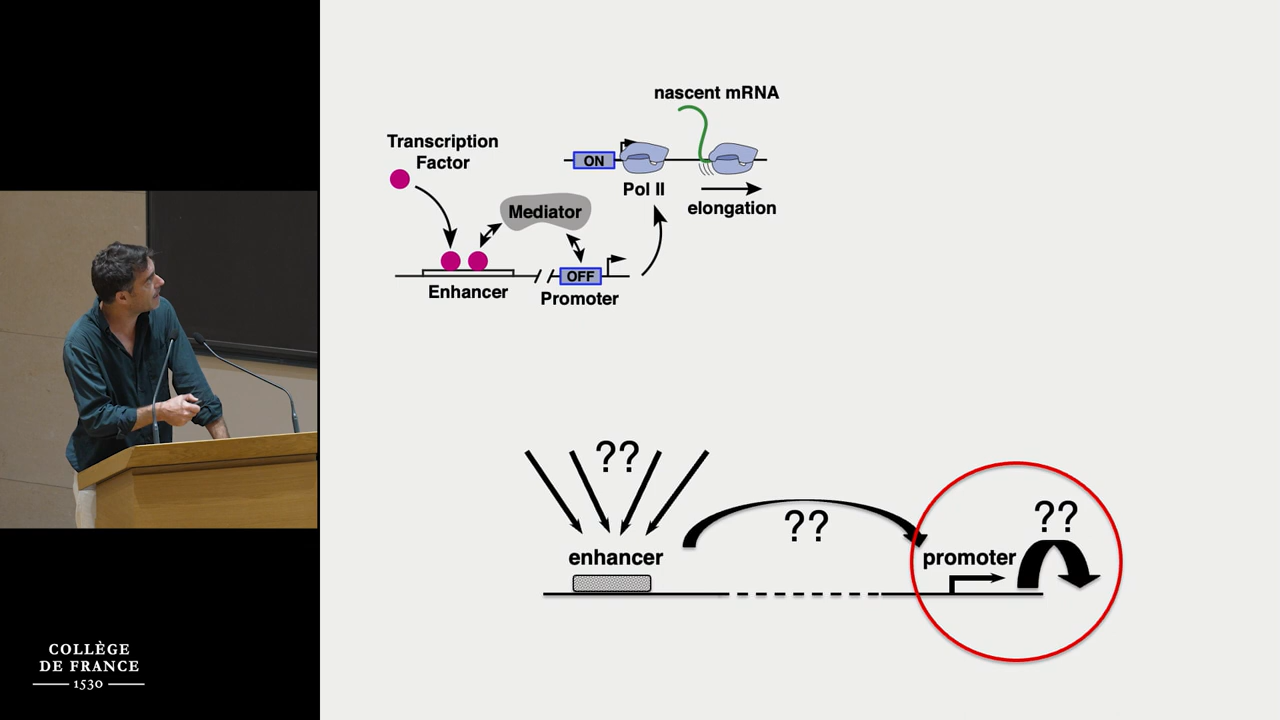 nascent mRNA
Transcription
Factor
ON
Pol II
elongation
Mediator
OFF
Enhancer
Promoter
??
??
??
enhancer
promoter
COLLÈGE
DE FRANCE
1530